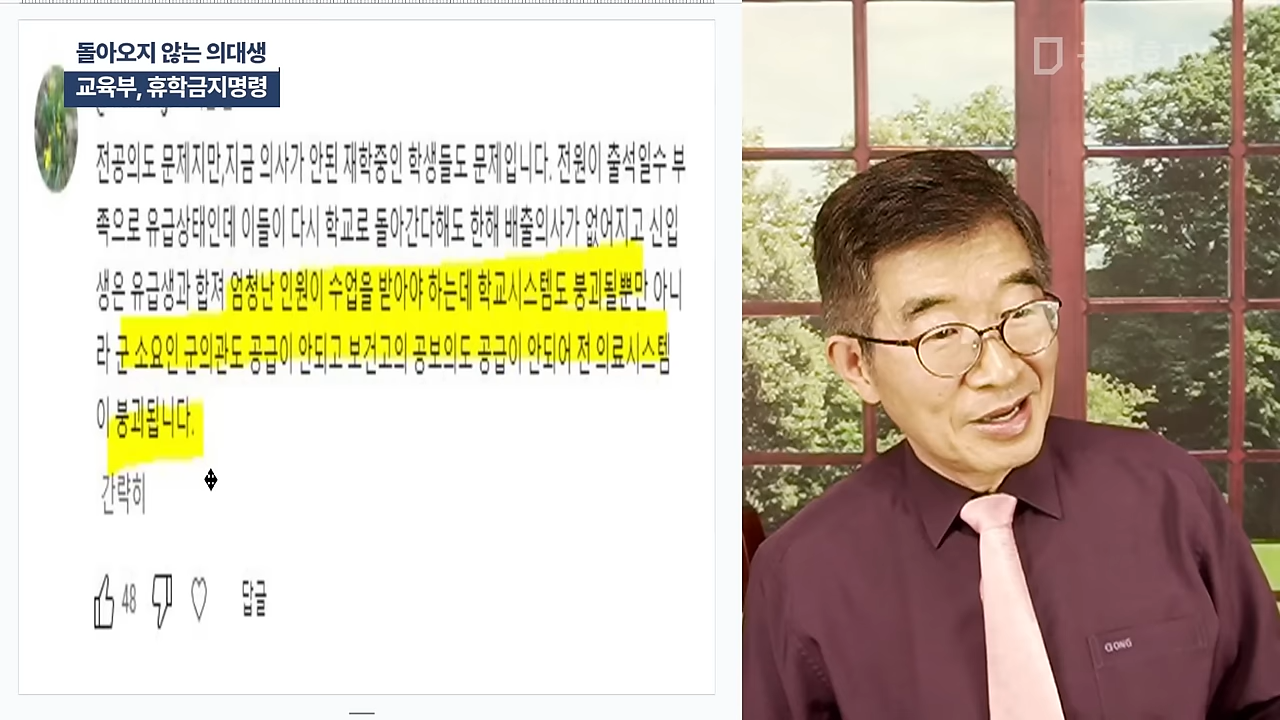 돌아오지 않는 의대생
교육부, 휴학금지명령
전공의도 문제지만,지금 의사가 안된 재학중인 학생들도 문제입니다. 전원이 출석일수 부
족으로 유급상태인데 이들이 다시 학교로 돌아간다해도 한해 배출의사가 없어지고 신입
생은 유급생과 합져 엄청난 인원이 수업을 받아야 하는데 학교시스템도 붕괴될뿐만 아니
라 군 소요인 군의관도 공급이 안되고 보건고의 공보의도 공급이 안되어 전 의료시스템
이 붕괴됩니다.
간략히
48 답글
GONG